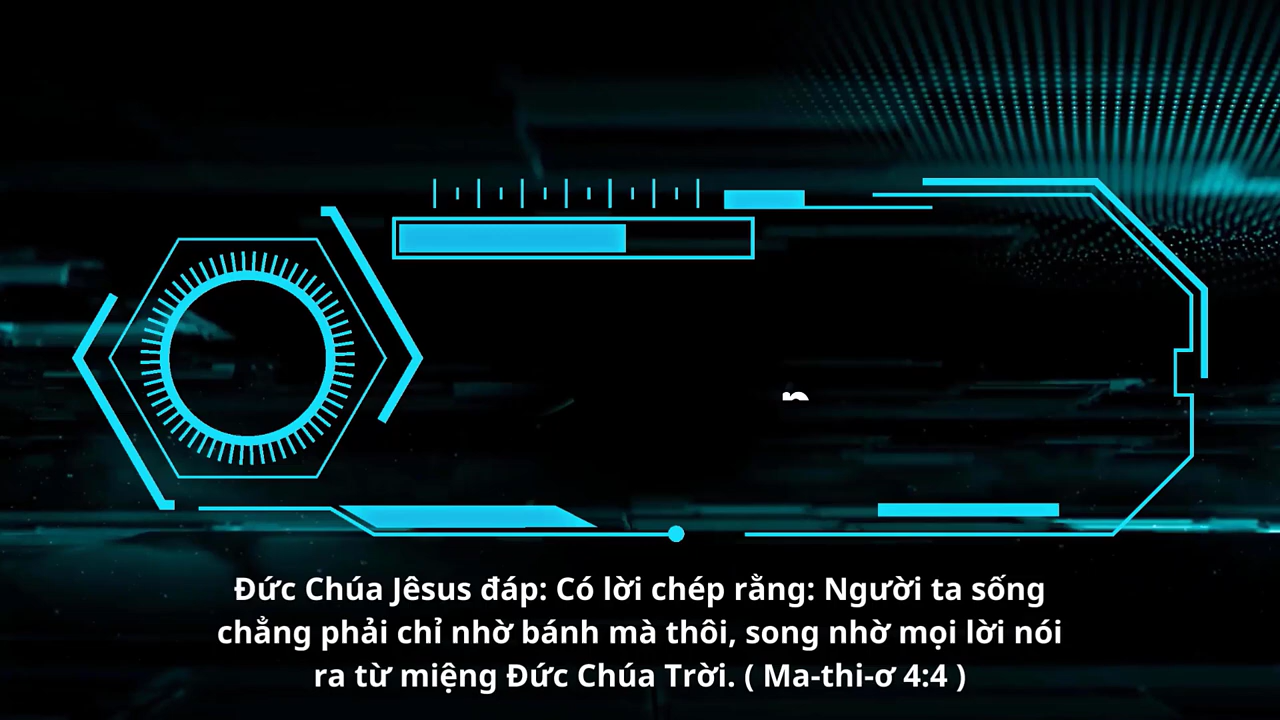 Đức Chúa Jêsus đáp: Có lời chép rằng: Người ta sống
chẳng phải chỉ nhờ bánh mà thôi, song nhờ mọi lời nói
ra từ miệng Đức Chúa Trời. ( Ma-thi-ơ 4:4 )